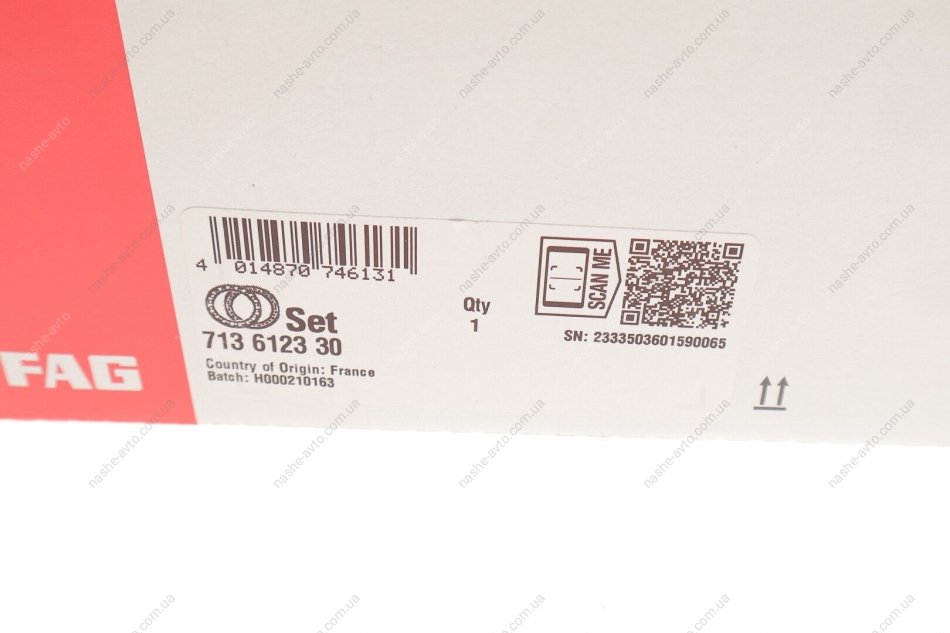 4 014870 746131
Set
713 6123 30
Country of Origin: France
Batch: H000210163
Qty
1
SCAN ME
SN: 2333503601590065
FAG
nashe-avto.com.ua